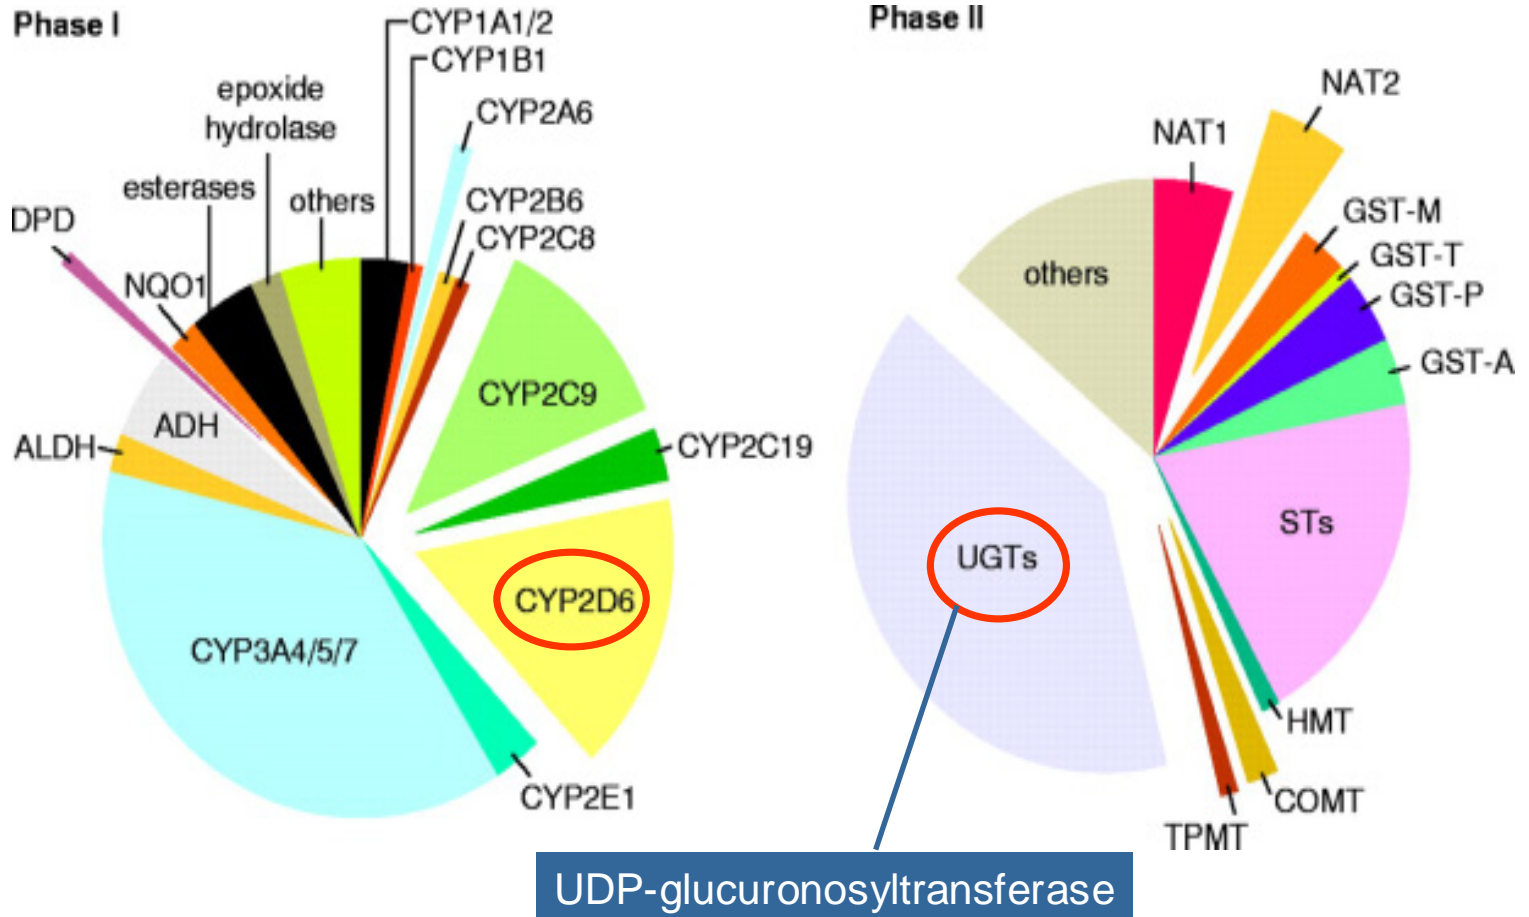 Phase I
CYP1A1/2
CYP1B1
epoxide
hydrolase
CYP2A6
esterases
others
CYP2B6
DPD
CYP2C8
NQO1
CYP2C9
ADH
ALDH
CYP2C19
CYP2D6
CYP3A4/5/7
CYP2E1
Phase II
NAT2
NAT1
GST-M
GST-T
others
GST-P
GST-A
STs
UGTs
HMT
COMT
TPMT
UDP-glucuronosyltransferase